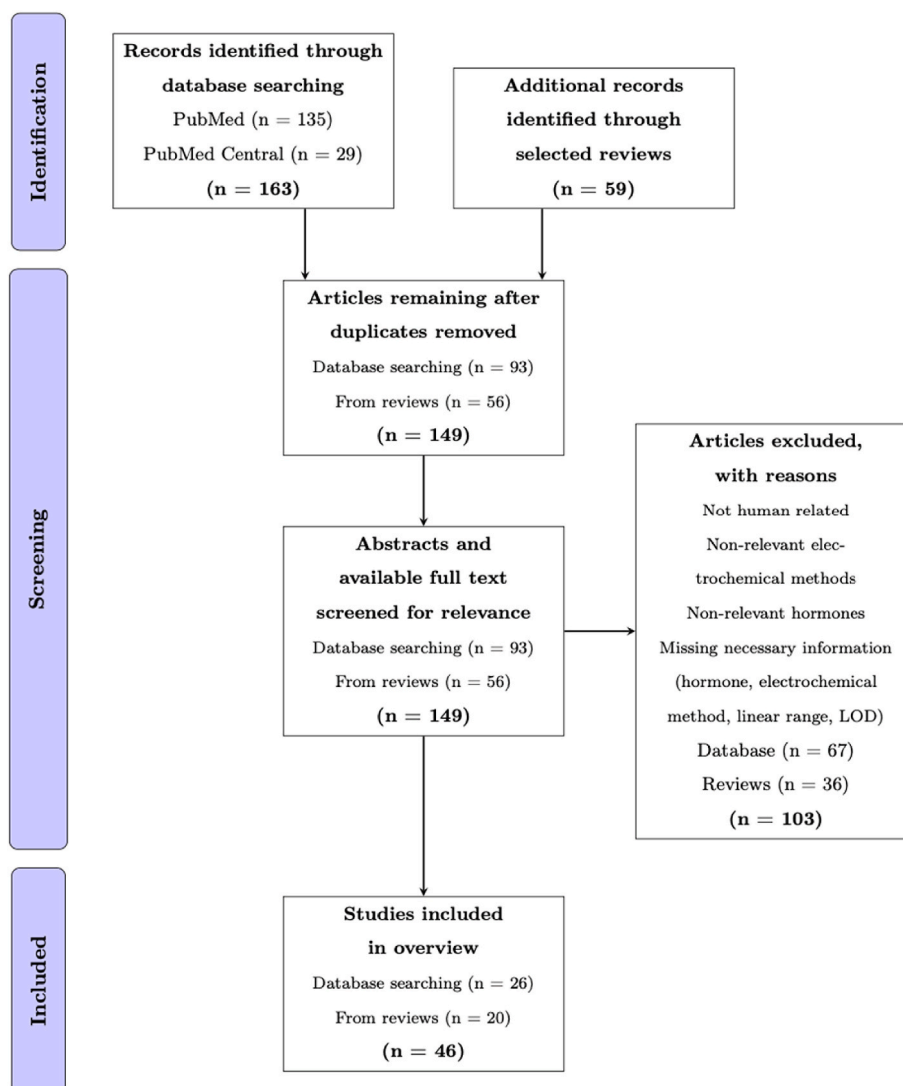 Identification
Records identified through
database searching
PubMed (n = 135)
PubMed Central (n = 29)
(n = 163)
Additional records
identified through
selected reviews
(n = 59)
Screening
Articles remaining after
duplicates removed
Database searching (n = 93)
From reviews (n = 56)
(n = 149)
Abstracts and
available full text
screened for relevance
Database searching (n = 93)
From reviews (n = 56)
(n = 149)
Articles excluded,
with reasons
Not human related
Non-relevant elec-
trochemical methods
Non-relevant hormones
Missing necessary information
(hormone, electrochemical
method, linear range, LOD)
Database (n = 67)
Reviews (n = 36)
(n = 103)
Included
Studies included
in overview
Database searching (n = 26)
From reviews (n = 20)
(n = 46)